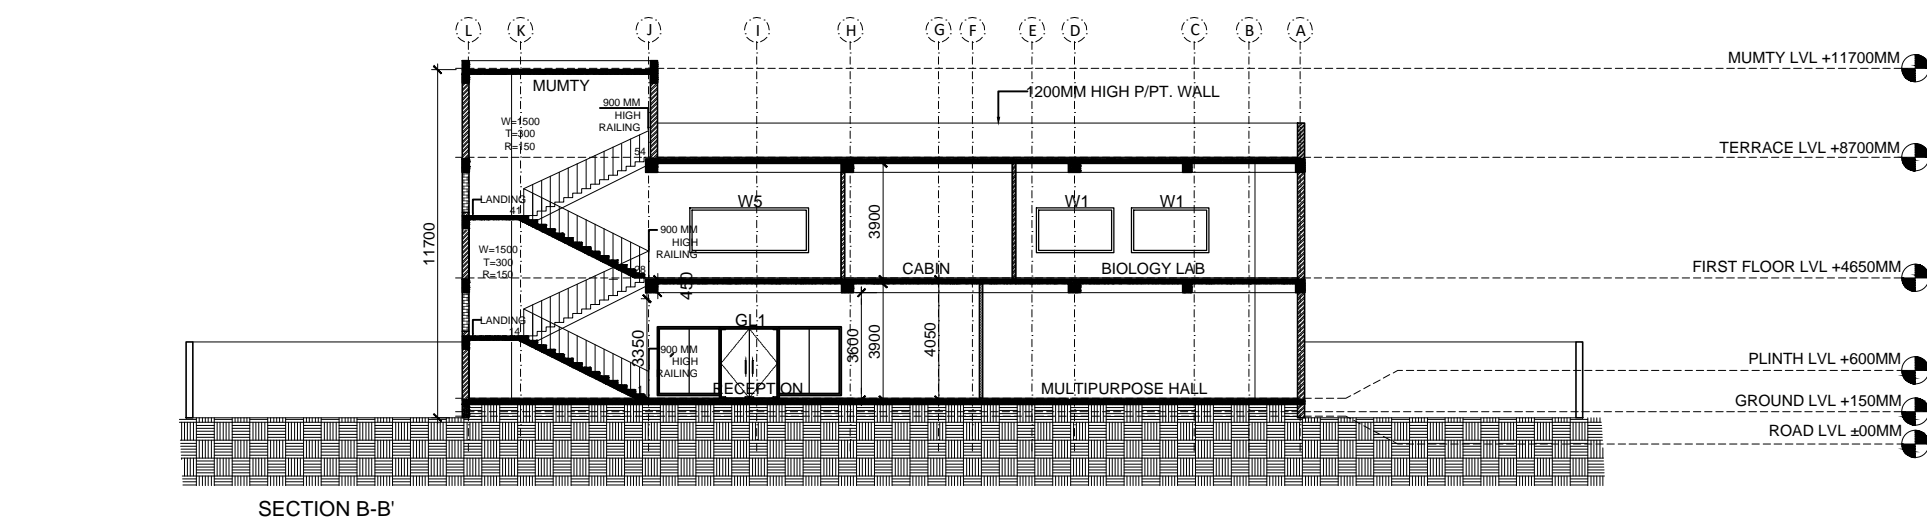 L K J I H G F E D C B A
MUMTY LVL +11700MM
MUMTY
900 MM
HIGH
RAILING
1200MM HIGH P/PT. WALL
W=1500
T=300
R=150
54
TERRACE LVL +8700MM
LANDING
41
W5
W1
W1
11700
3900
900 MM
HIGH
RAILING
W=1500
T=300
R=150
28
450
CABIN
BIOLOGY LAB
FIRST FLOOR LVL +4650MM
LANDING
14
GL1
3350
900 MM
HIGH
RAILING
3600
3900
4050
1
RECEPTION
MULTIPURPOSE HALL
PLINTH LVL +600MM
GROUND LVL +150MM
ROAD LVL ±00MM
SECTION B-B'